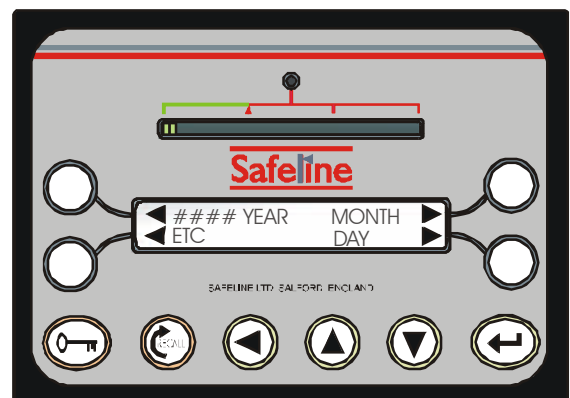 Safeline
#### YEAR MONTH
ETC DAY
SAFELINE LTD SALFORD ENGLAND
RECALL